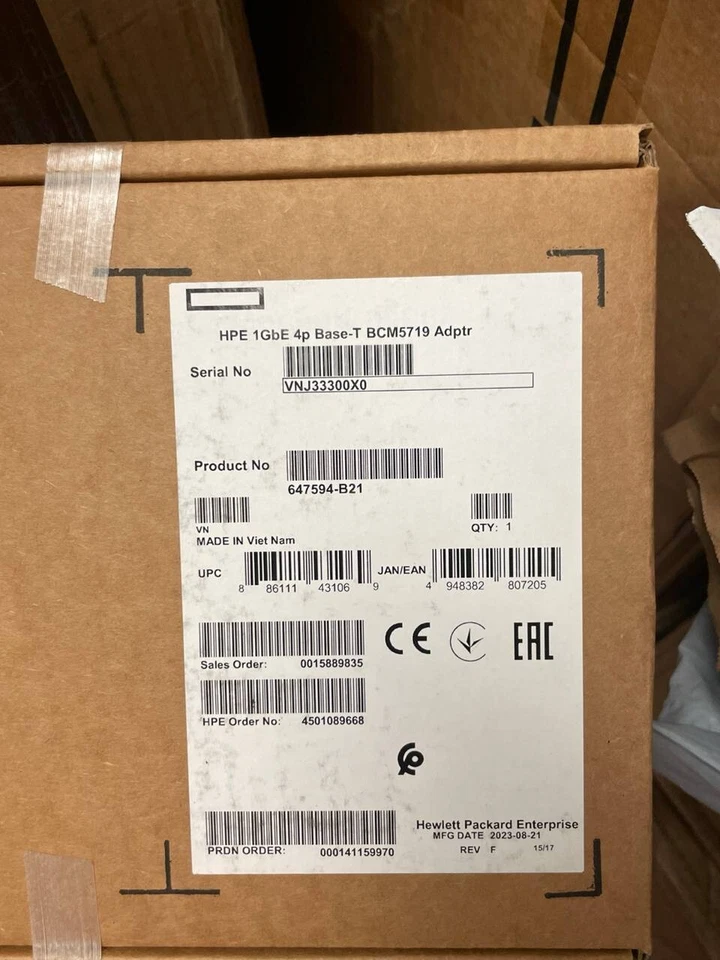 HPE 1GbE 4p Base-T BCM5719 Adptr
Serial No
VNJ33300X0
Product No
647594-B21
VN
QTY: 1
MADE IN Viet Nam
UPC 8 86111 43106 9 JAN/EAN 4 948382 807205
CE EAC
Sales Order: 0015889835
HPE Order No: 4501089668
PRDN ORDER: 000141159970
Hewlett Packard Enterprise
MFG DATE 2023-08-21
REV F 15/17